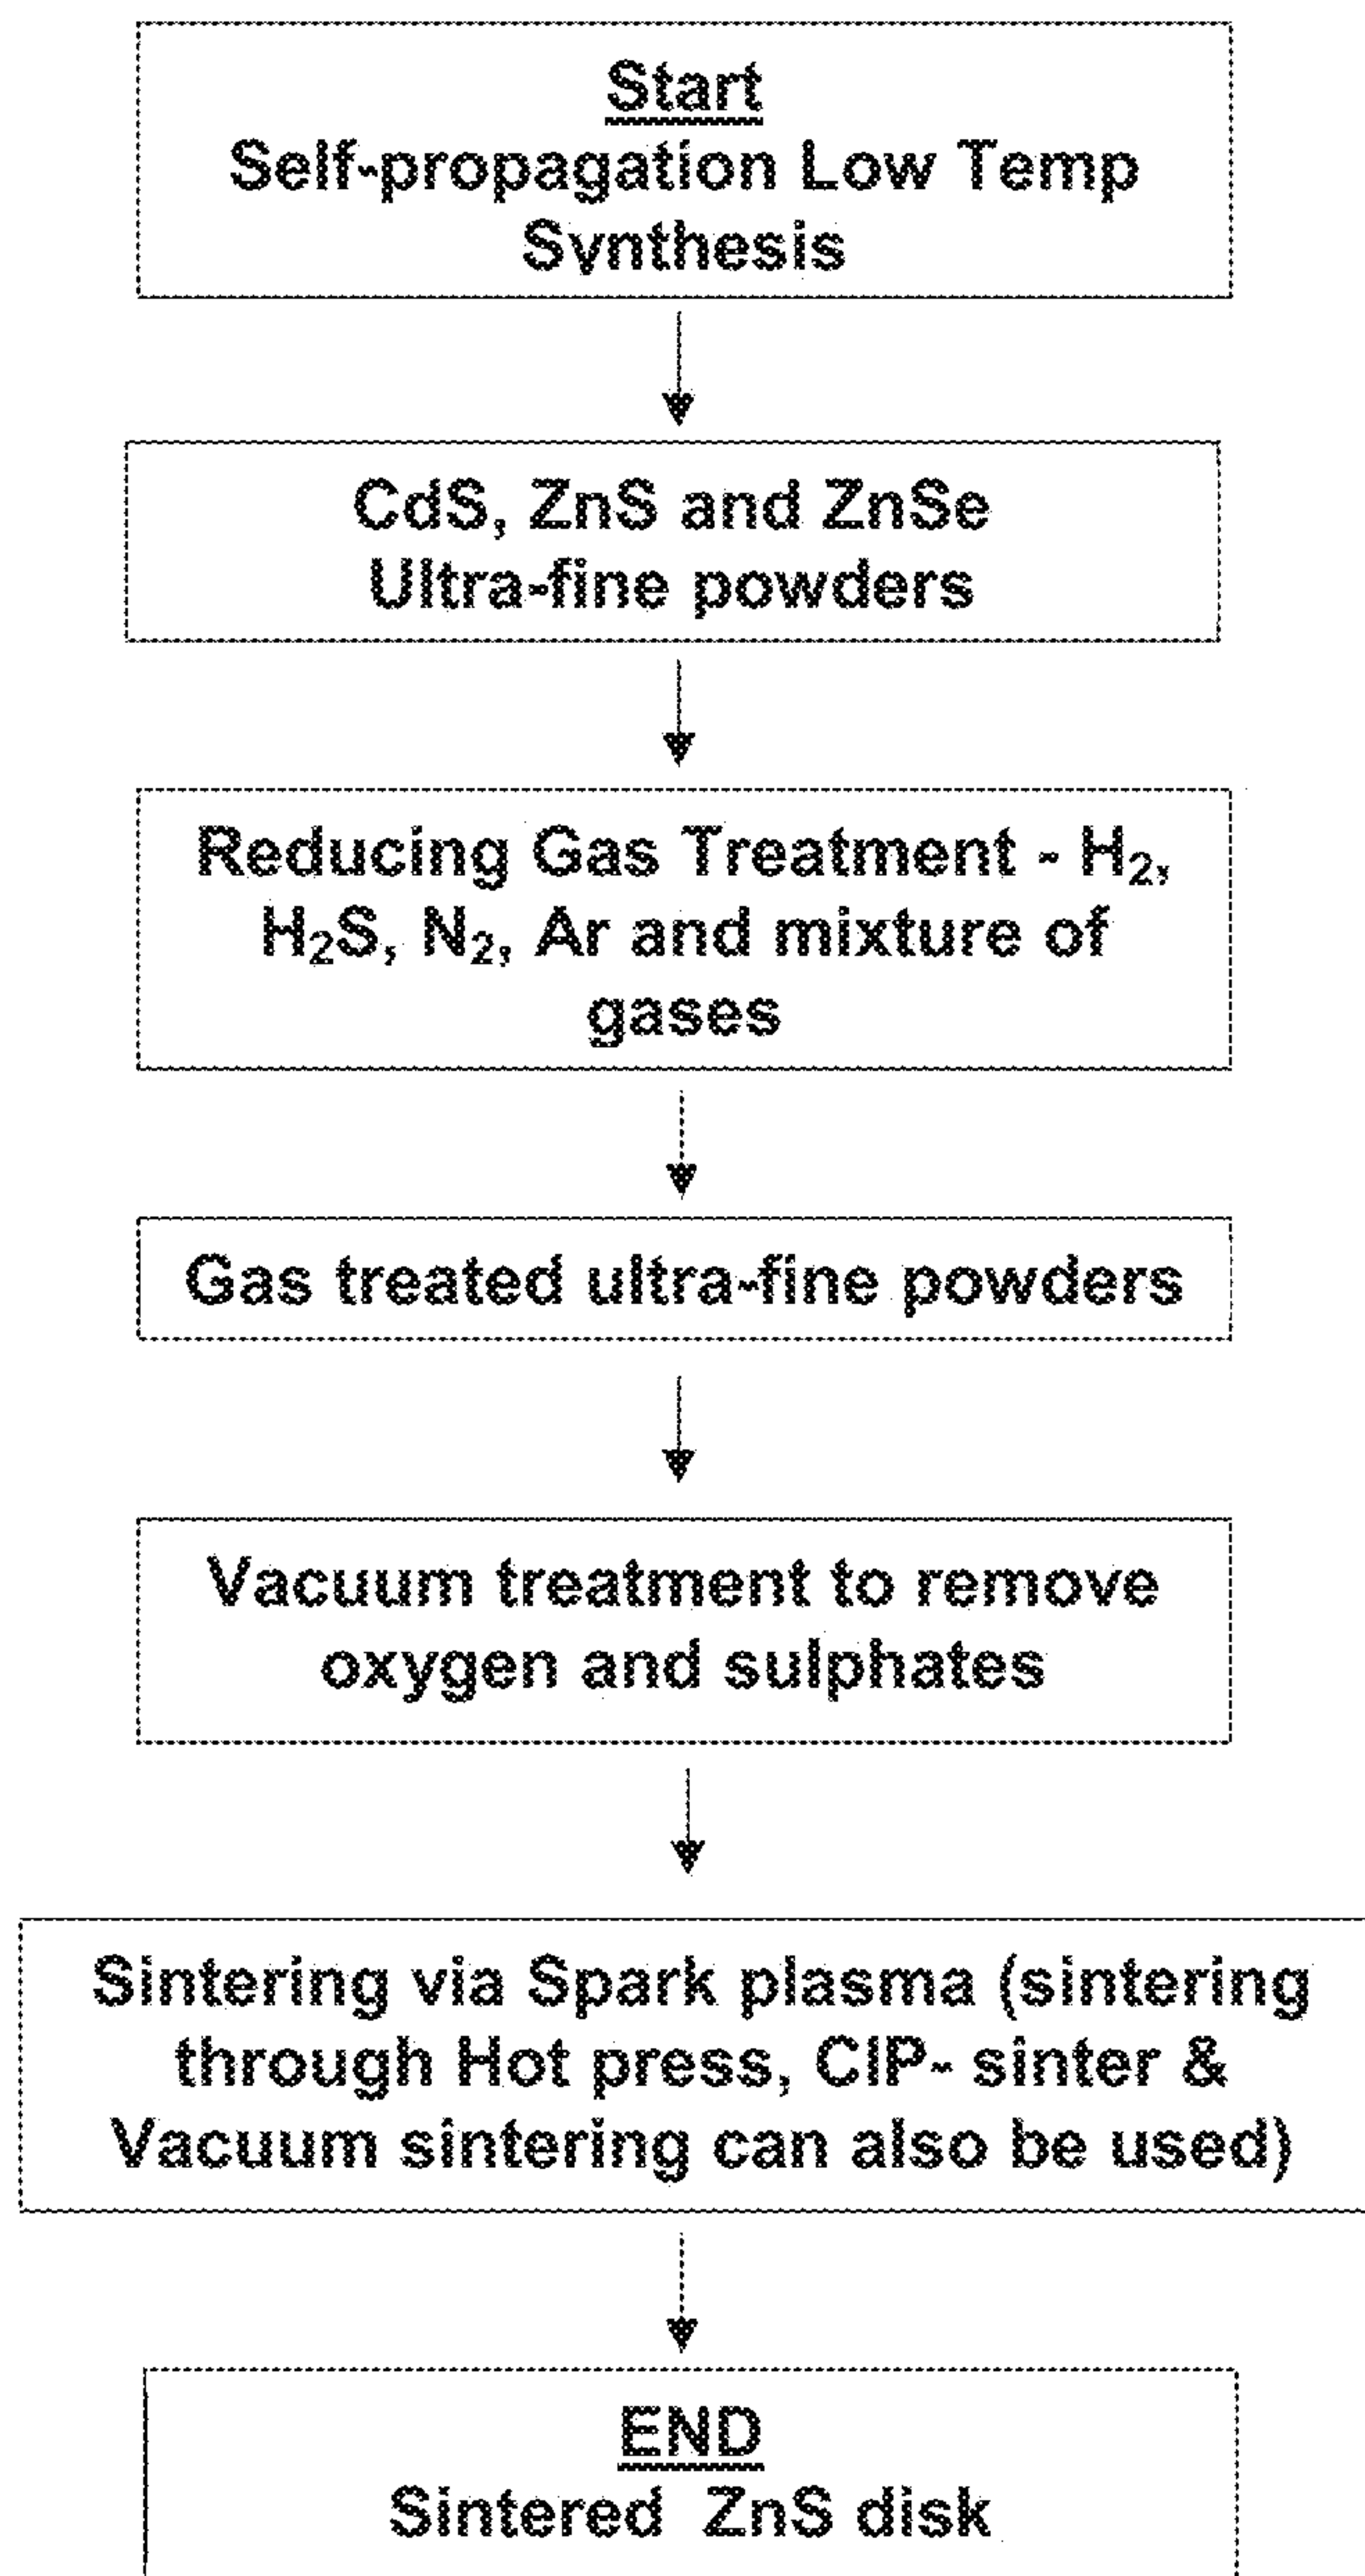 Start
Self-propagation Low Temp
Synthesis
CdS, ZnS and ZnSe
Ultra-fine powders
Reducing Gas Treatment - H₂,
H₂S, N₂, Ar and mixture of
gases
Gas treated ultra-fine powders
Vacuum treatment to remove
oxygen and sulphates
Sintering via Spark plasma (sintering
through Hot press, CIP- sinter &
Vacuum sintering can also be used)
END
Sintered ZnS disk